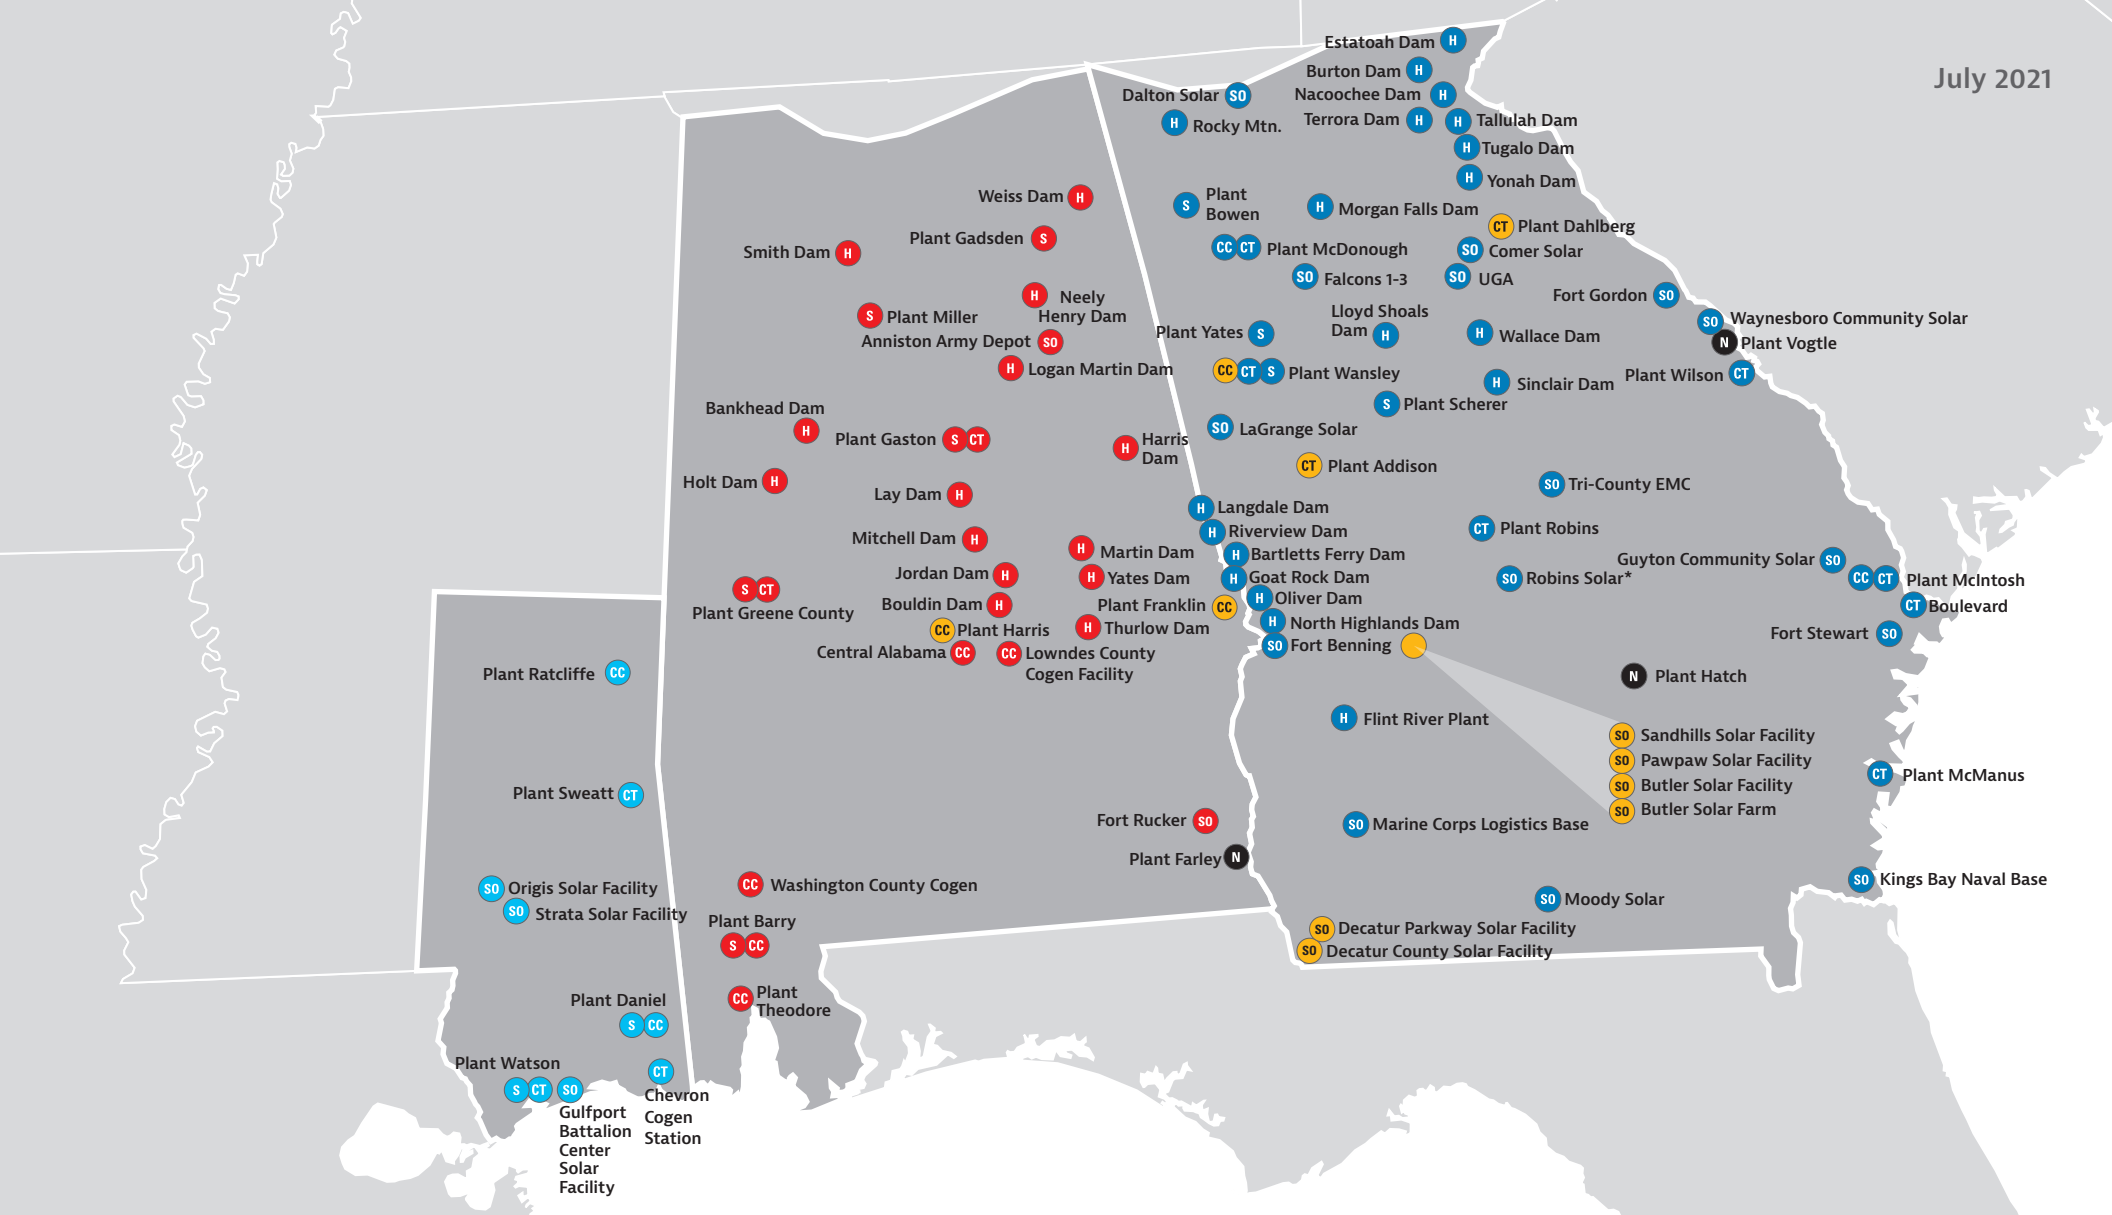 July 2021
Estatoah Dam H
Burton Dam H
Dalton Solar SO
Nacoochee Dam H
H Rocky Mtn.
Terrora Dam H
H Tallulah Dam
H Tugalo Dam
H Yonah Dam
Weiss Dam H
S Plant
Bowen
H Morgan Falls Dam
CT Plant Dahlberg
Plant Gadsden S
Smith Dam H
CC CT Plant McDonough
SO Comer Solar
SO Falcons 1-3
SO UGA
Fort Gordon SO
H Neely
Henry Dam
S Plant Miller
Lloyd Shoals
Dam H
SO Waynesboro Community Solar
Plant Yates S
H Wallace Dam
Anniston Army Depot SO
N Plant Vogtle
H Logan Martin Dam
CC CT S Plant Wansley
H Sinclair Dam
Plant Wilson CT
S Plant Scherer
Bankhead Dam
H
SO LaGrange Solar
Plant Gaston S CT
H Harris
Dam
CT Plant Addison
Holt Dam H
Lay Dam H
SO Tri-County EMC
H Langdale Dam
CT Plant Robins
H Riverview Dam
Mitchell Dam H
H Martin Dam
H Bartletts Ferry Dam
Guyton Community Solar SO
Jordan Dam H
H Yates Dam
H Goat Rock Dam
SO Robins Solar*
CC CT Plant McIntosh
S CT
Plant Greene County
Bouldin Dam H
Plant Franklin CC
H Oliver Dam
CT Boulevard
CC Plant Harris
H Thurlow Dam
H North Highlands Dam
Fort Stewart SO
Central Alabama CC
CC Lowndes County
Cogen Facility
SO Fort Benning
Plant Ratcliffe CC
N Plant Hatch
H Flint River Plant
SO Sandhills Solar Facility
SO Pawpaw Solar Facility
SO Butler Solar Facility
SO Butler Solar Farm
CT Plant McManus
Plant Sweatt CT
Fort Rucker SO
SO Marine Corps Logistics Base
Plant Farley N
SO Origis Solar Facility
CC Washington County Cogen
SO Kings Bay Naval Base
SO Strata Solar Facility
SO Moody Solar
Plant Barry
S CC
SO Decatur Parkway Solar Facility
SO Decatur County Solar Facility
Plant Daniel
S CC
CC Plant
Theodore
Plant Watson
S CT SO
Gulfport
Battalion
Center
Solar
Facility
CT
Chevron
Cogen
Station